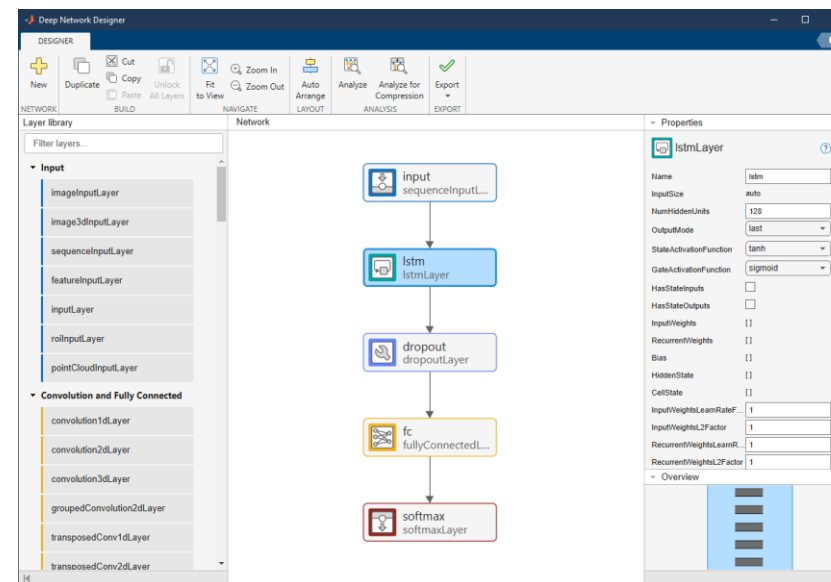 Deep Network Designer
DESIGNER
New
Duplicate
Cut
Copy
Paste
Unlock
All Layers
Fit
to View
Zoom In
Zoom Out
Auto
Arrange
Analyze
Analyze for
Compression
Export
NETWORK
BUILD
NAVIGATE
LAYOUT
ANALYSIS
EXPORT
Layer library
Filter layers...
Input
imageInputLayer
image3dInputLayer
sequenceInputLayer
featureInputLayer
inputLayer
roiInputLayer
pointCloudInputLayer
Convolution and Fully Connected
convolution1dLayer
convolution2dLayer
convolution3dLayer
groupedConvolution2dLayer
transposedConv1dLayer
transposedConv2dLayer
Network
input
sequenceInputL...
lstm
lstmLayer
dropout
dropoutLayer
fc
fullyConnectedL...
softmax
softmaxLayer
Properties
lstmLayer
?
Name lstm
InputSize auto
NumHiddenUnits 128
OutputMode last
StateActivationFunction tanh
GateActivationFunction sigmoid
HasStateInputs
HasStateOutputs
InputWeights []
RecurrentWeights []
Bias []
HiddenState []
CellState []
InputWeightsLearnRateF... 1
InputWeightsL2Factor 1
RecurrentWeightsLearnR... 1
RecurrentWeightsL2Factor 1
Overview